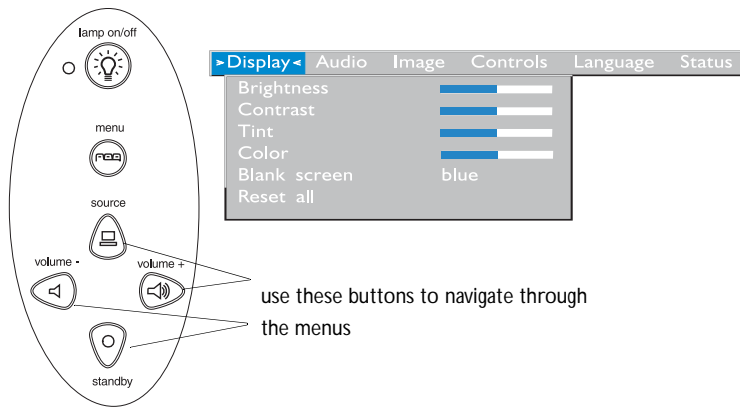 lamp on/off
menu
source
volume -
volume +
standby
>Display< Audio Image Controls Language Status
Brightness
Contrast
Tint
Color
Blank screen blue
Reset all
use these buttons to navigate through
the menus